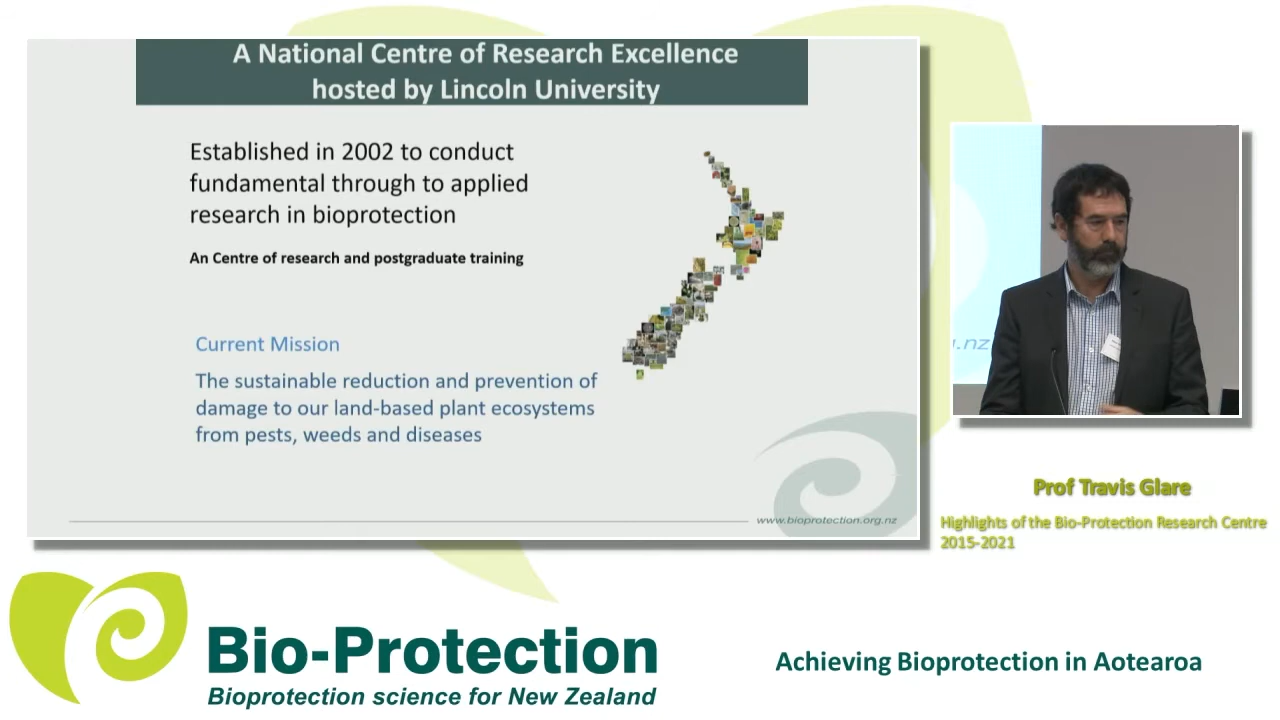 A National Centre of Research Excellence
hosted by Lincoln University
Established in 2002 to conduct
fundamental through to applied
research in bioprotection
An Centre of research and postgraduate training
Current Mission
The sustainable reduction and prevention of
damage to our land-based plant ecosystems
from pests, weeds and diseases
www.bioprotection.org.nz
.nz
Prof Travis Glare
Highlights of the Bio-Protection Research Centre
2015-2021
Bio-Protection
Bioprotection science for New Zealand
Achieving Bioprotection in Aotearoa